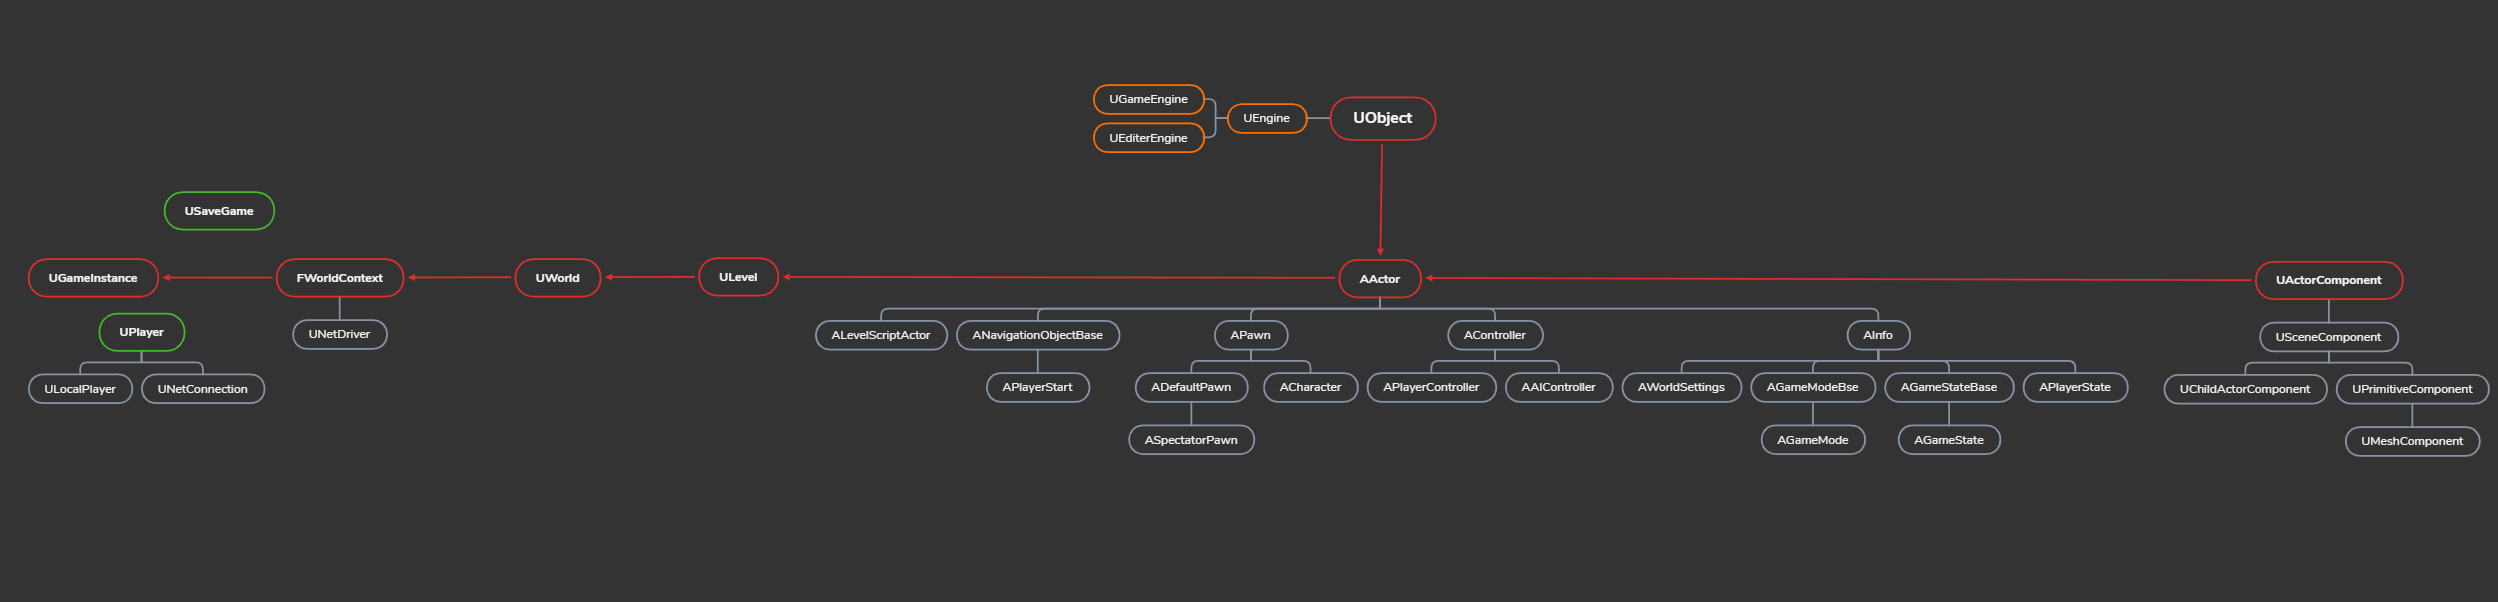 UGameEngine
UEngine
UObject
UEditerEngine
USaveGame
UGameInstance
FWorldContext
UWorld
ULevel
AActor
UActorComponent
UPlayer
UNetDriver
ALevelScriptActor
ANavigationObjectBase
APawn
AController
AInfo
USceneComponent
ULocalPlayer
UNetConnection
APlayerStart
ADefaultPawn
ACharacter
APlayerController
AAIController
AWorldSettings
AGameModeBse
AGameStateBase
APlayerState
UChildActorComponent
UPrimitiveComponent
ASpectatorPawn
AGameMode
AGameState
UMeshComponent